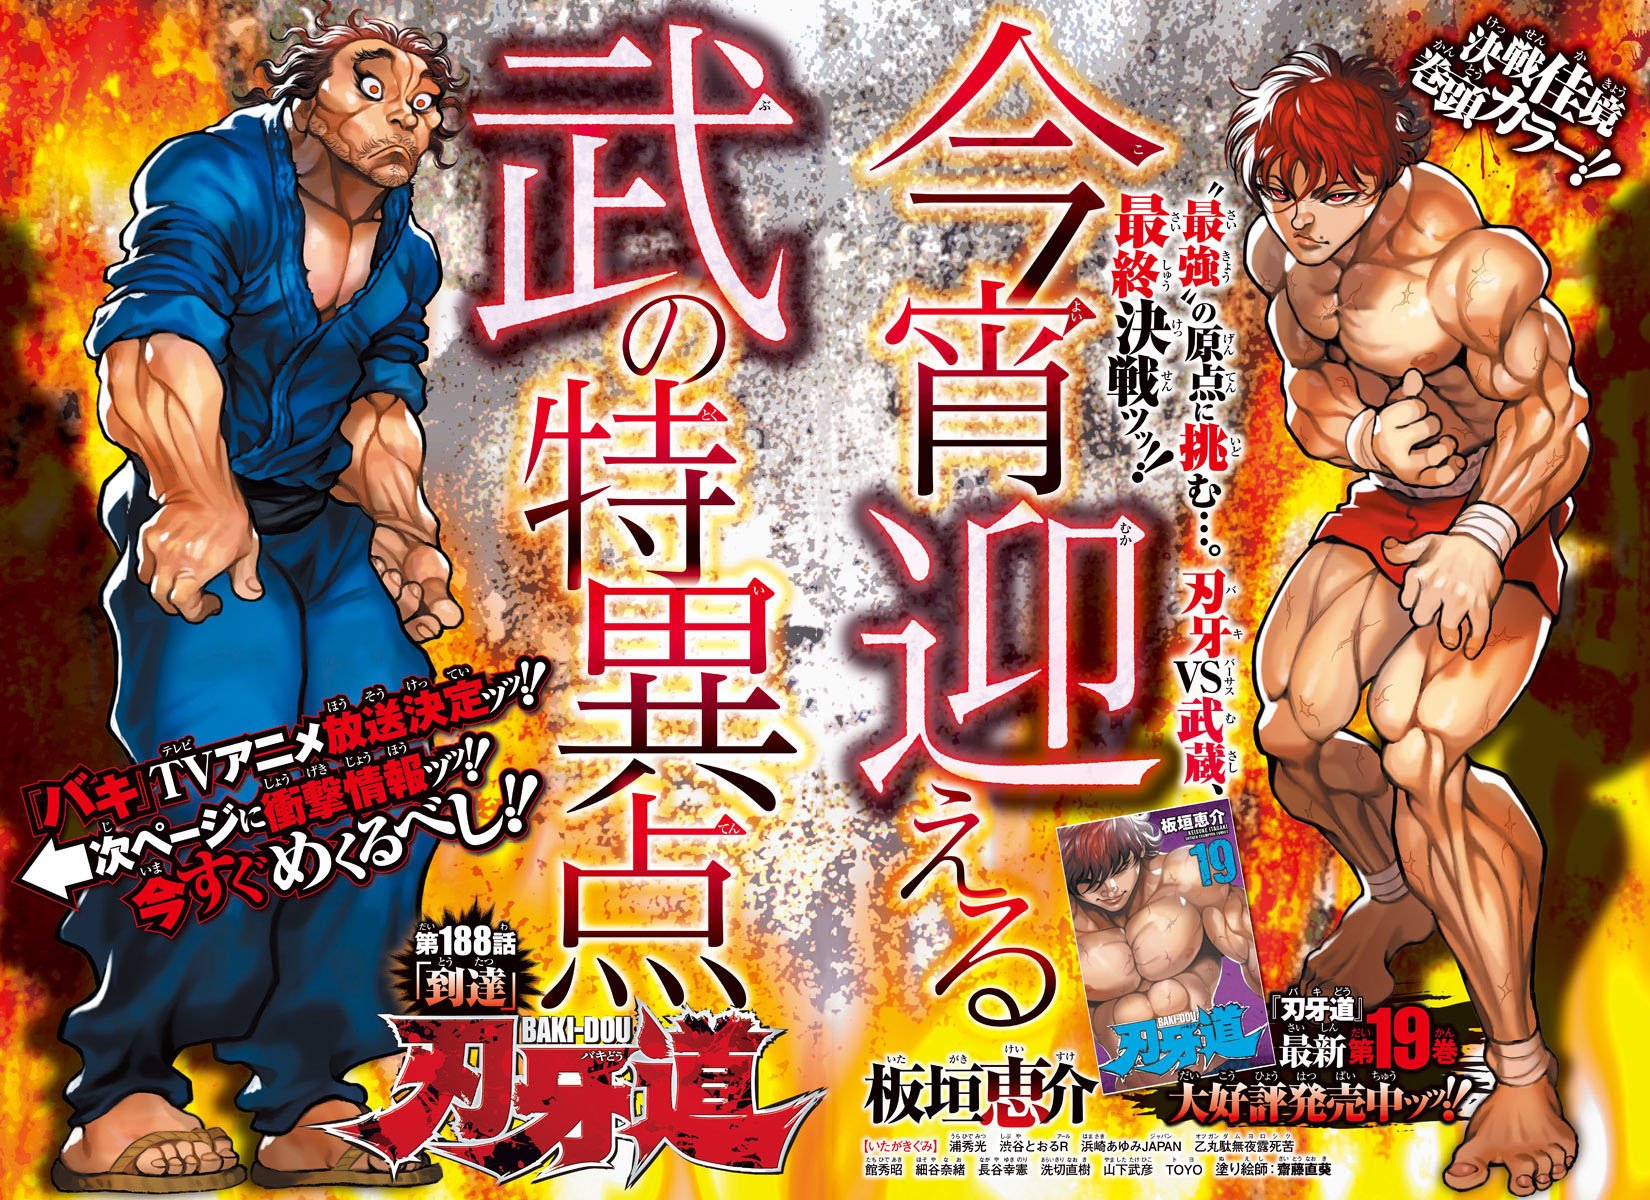 決戦佳境
巻頭カラー!!
〝最強〟の原点に挑む…。刃牙VS武蔵、
最終決戦ッッ!!
今宵迎える
武の特異点
板垣恵介
KEISUKE ITAGAKI
19
BAKI-DOU
刃牙道
『刃牙道』
最新第19巻
大好評発売中ッッ!!
『バキ』TVアニメ放送決定ッッ!!
次ページに衝撃情報ッッ!!
今すぐめくるべし!!
第188話
「到達」
BAKI-DOU
バキどう
刃牙道
板垣恵介
【いたがきぐみ】 浦秀光 渋谷とおるR 浜崎あゆみJAPAN 乙丸駄無夜露死苦
館秀昭 細谷奈緒 長谷幸憲 洗切直樹 山下武彦 TOYO 塗り絵師：齋藤直葵